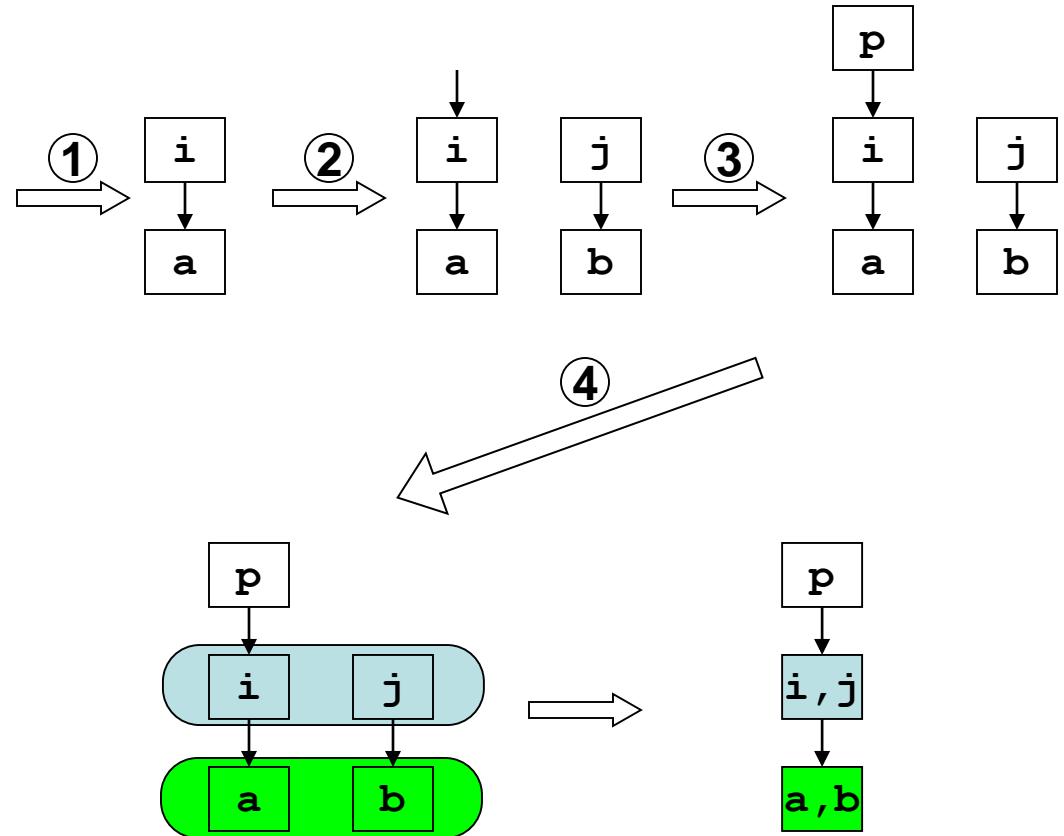 p
① i ② i j ③ i j
a a b a b
④
p p
i j i,j
a b a,b